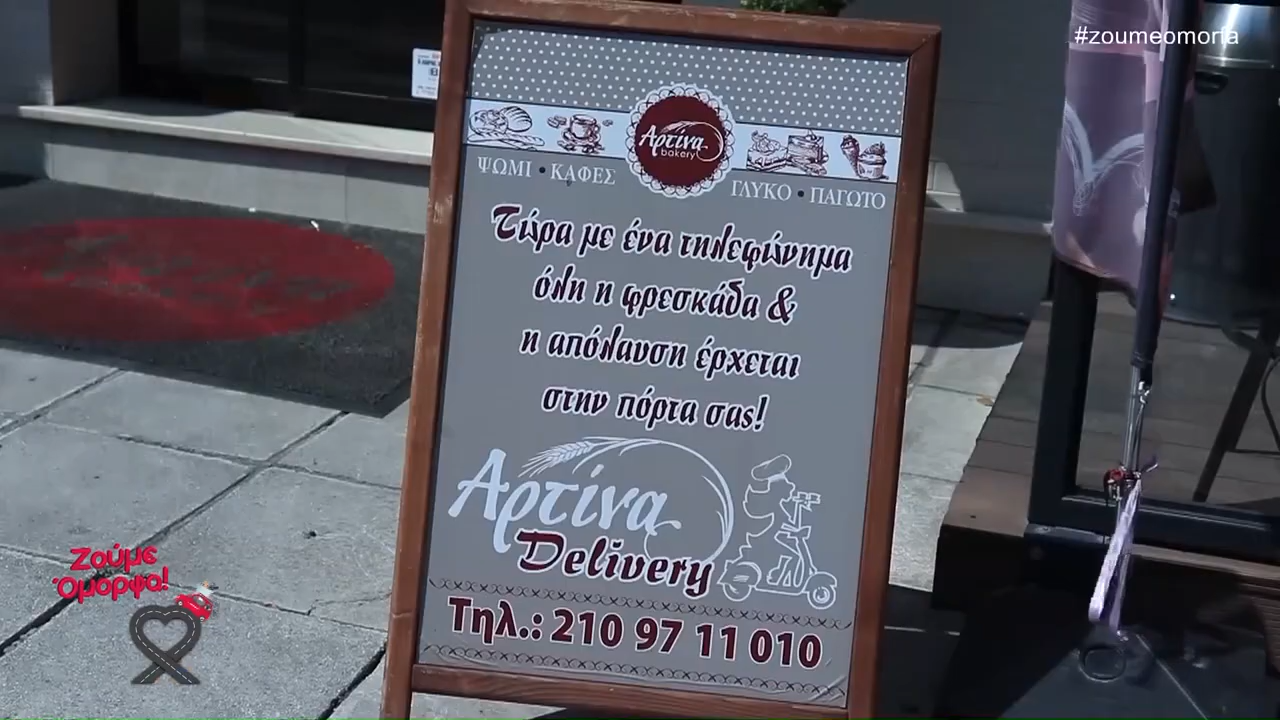 #zoumeomorfa
Αρτίνα
bakery
ΨΩΜΙ • ΚΑΦΕΣ
ΓΛΥΚΟ • ΠΑΓΩΤΟ
Τώρα με ένα τηλεφώνημα
όλη η φρεσκάδα &
η απόλαυση έρχεται
στην πόρτα σας!
Αρτίνα
Delivery
Τηλ.: 210 97 11 010
Ζούμε
Όμορφα!